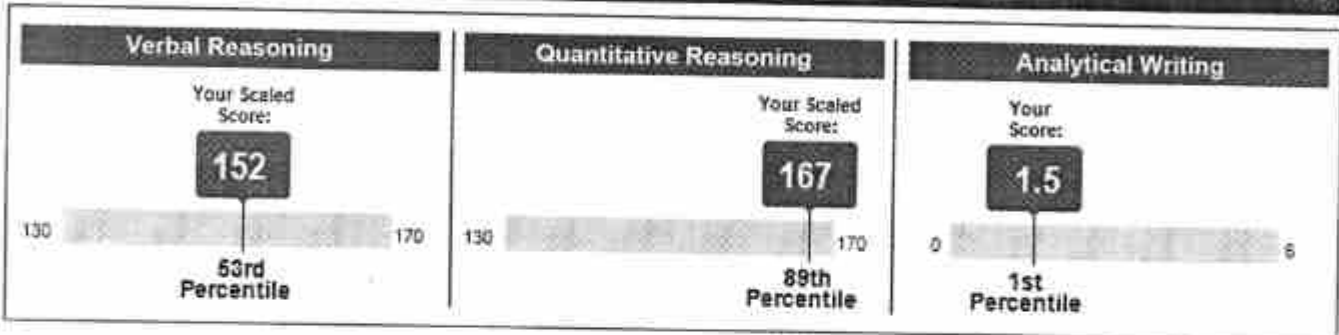 Verbal Reasoning
Your Scaled
Score:
152
130
170
53rd
Percentile
Quantitative Reasoning
Your Scaled
Score:
167
130
170
89th
Percentile
Analytical Writing
Your
Score:
1.5
0
6
1st
Percentile